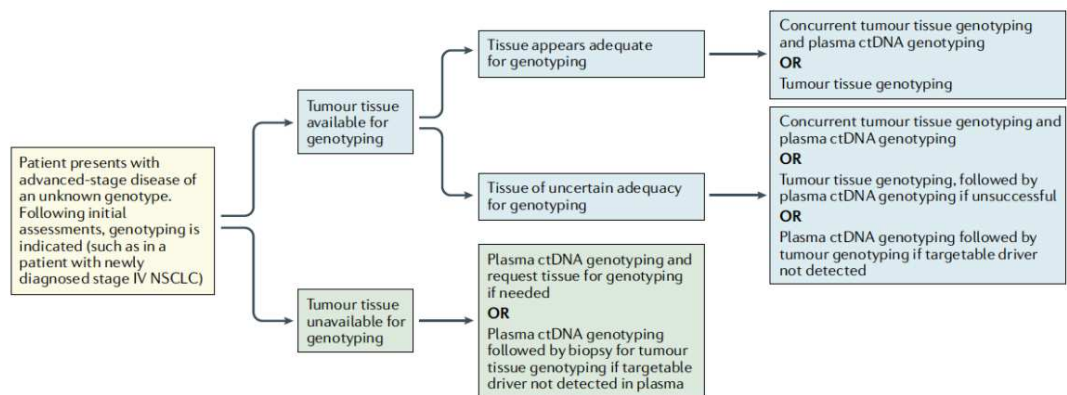 Patient presents with
advanced-stage disease of
an unknown genotype.
Following initial
assessments, genotyping is
indicated (such as in a
patient with newly
diagnosed stage IV NSCLC)
Tumour tissue
available for
genotyping
Tissue appears adequate
for genotyping
Concurrent tumour tissue genotyping
and plasma ctDNA genotyping
OR
Tumour tissue genotyping
Tissue of uncertain adequacy
for genotyping
Concurrent tumour tissue genotyping and
plasma ctDNA genotyping
OR
Tumour tissue genotyping, followed by
plasma ctDNA genotyping if unsuccessful
OR
Plasma ctDNA genotyping followed by
tumour genotyping if targetable driver
not detected
Tumour tissue
unavailable for
genotyping
Plasma ctDNA genotyping and
request tissue for genotyping
if needed
OR
Plasma ctDNA genotyping
followed by biopsy for tumour
tissue genotyping if targetable
driver not detected in plasma